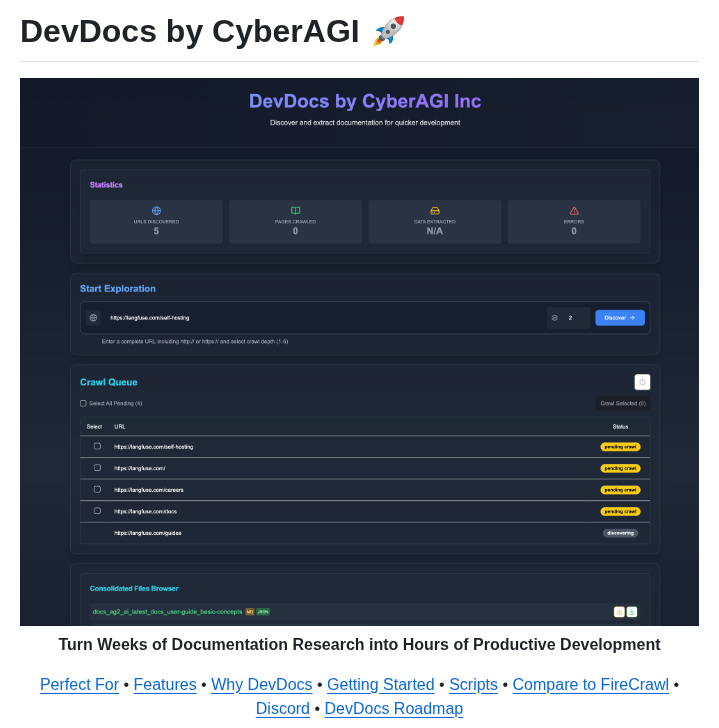 DevDocs by CyberAGI 🚀
DevDocs by CyberAGI Inc
Discover and extract documentation for quicker development
Statistics
URLS DISCOVERED
5
PAGES CRAWLED
0
DATA EXTRACTED
N/A
ERRORS
0
Start Exploration
https://langfuse.com/self-hosting
2
Discover →
Enter a complete URL including http:// or https:// and select crawl depth (1-5)
Crawl Queue
Select All Pending (4)
Crawl Selected (0)
Select URL Status
https://langfuse.com/self-hosting pending crawl
https://langfuse.com/ pending crawl
https://langfuse.com/careers pending crawl
https://langfuse.com/docs pending crawl
https://langfuse.com/guides discovering
Consolidated Files Browser
docs_ag2_ai_latest_docs_user-guide_basic-concepts MD JSON
Turn Weeks of Documentation Research into Hours of Productive Development
Perfect For • Features • Why DevDocs • Getting Started • Scripts • Compare to FireCrawl •
Discord • DevDocs Roadmap